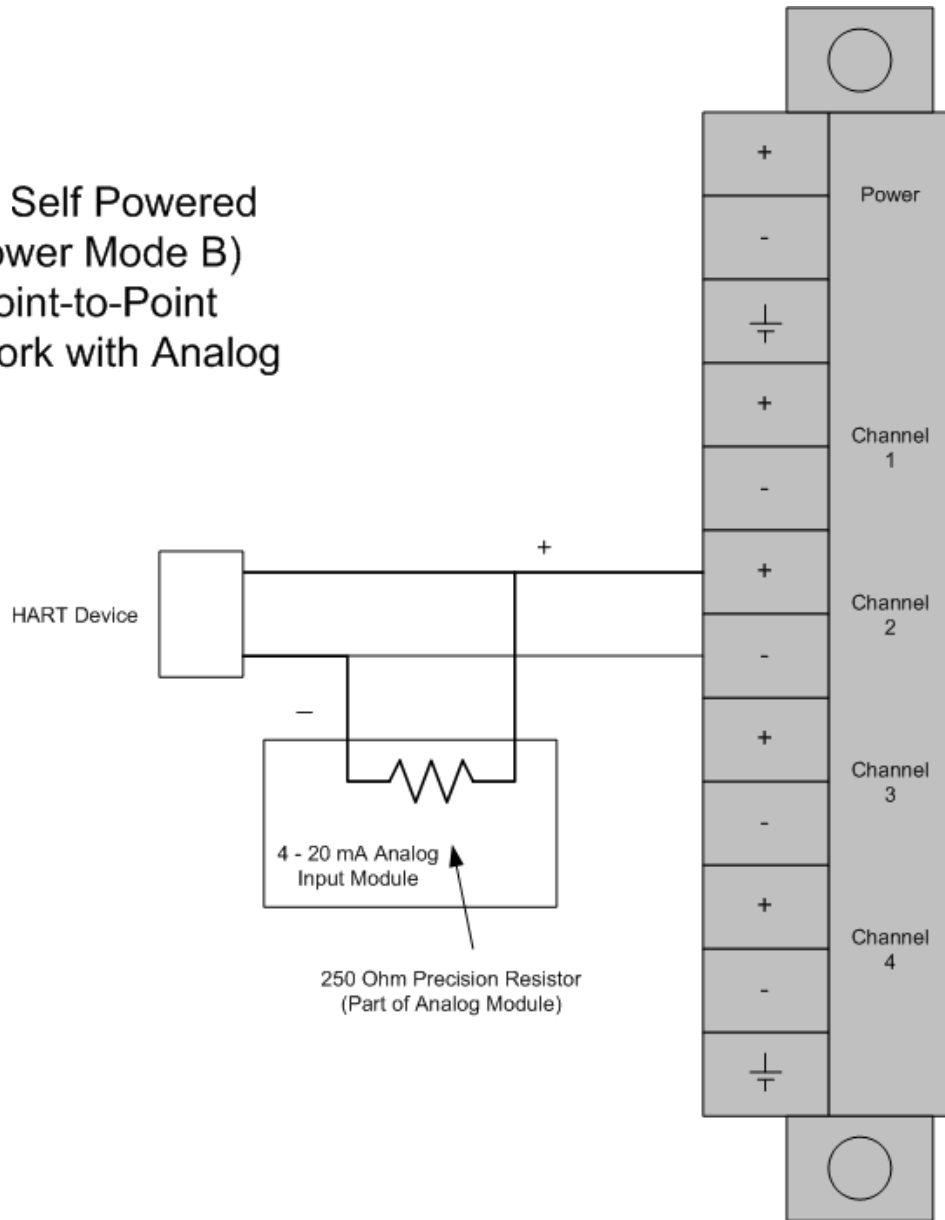 Self Powered
ower Mode B)
oint-to-Point
ork with Analog
+
Power
-
+
Channel
1
-
+
+
Channel
2
HART Device
-
–
+
Channel
3
-
4 - 20 mA Analog
Input Module
+
Channel
4
250 Ohm Precision Resistor
(Part of Analog Module)
-